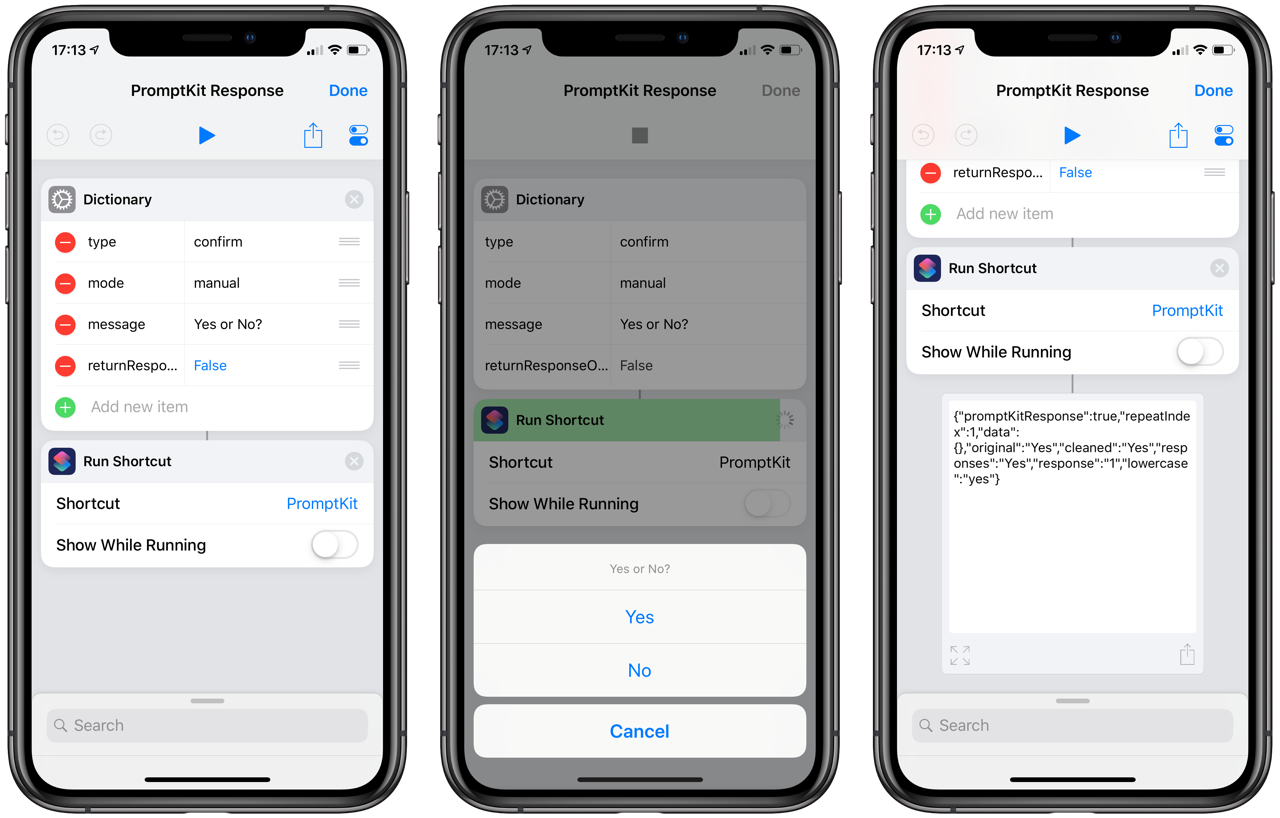 17:13
PromptKit Response Done
Dictionary
type confirm
mode manual
message Yes or No?
returnRespo... False
Add new item
Run Shortcut
Shortcut PromptKit
Show While Running
Search
17:13
PromptKit Response Done
Dictionary
type confirm
mode manual
message Yes or No?
returnResponseO... False
Run Shortcut
Shortcut PromptKit
Show While Running
Yes or No?
Yes
No
Cancel
17:13
PromptKit Response Done
returnRespo... False
Add new item
Run Shortcut
Shortcut PromptKit
Show While Running
{"promptKitResponse":true,"repeatInde
x":1,"data":
{},"original":"Yes","cleaned":"Yes","resp
onses":"Yes","response":"1","lowercase
":"yes"}
Search